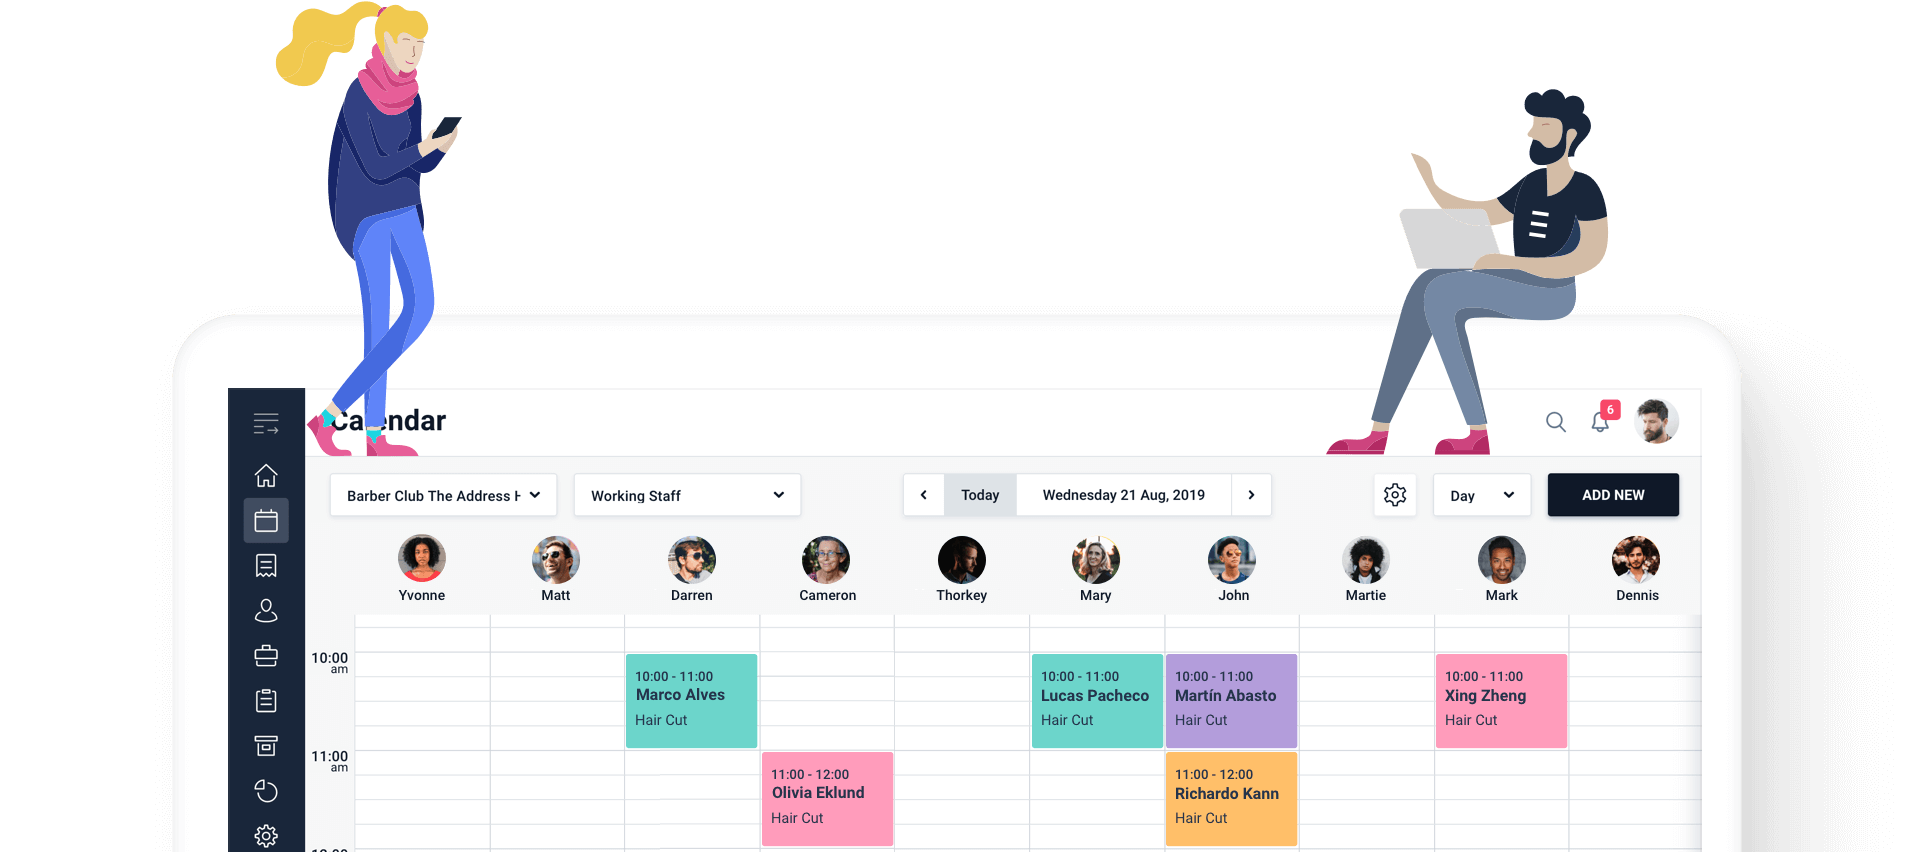 Calendar
6
Barber Club The Address H
Working Staff
Today
Wednesday 21 Aug, 2019
Day
ADD NEW
Yvonne
Matt
Darren
Cameron
Thorkey
Mary
John
Martie
Mark
Dennis
10:00
am
10:00 - 11:00
Marco Alves
Hair Cut
10:00 - 11:00
Lucas Pacheco
Hair Cut
10:00 - 11:00
Martín Abasto
Hair Cut
10:00 - 11:00
Xing Zheng
Hair Cut
11:00
am
11:00 - 12:00
Olivia Eklund
Hair Cut
11:00 - 12:00
Richardo Kann
Hair Cut